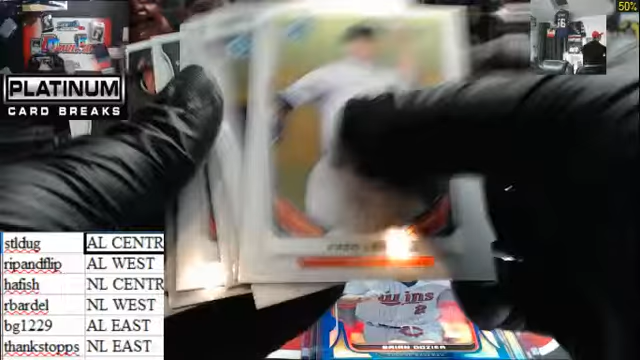 50%
PLATINUM
CARD BREAKS
stldug AL CENTR
ripandflip AL WEST
hafish NL CENTR
rbardel NL WEST
bg1229 AL EAST
thankstopps NL EAST
Twins
2
BRIAN DOZIER